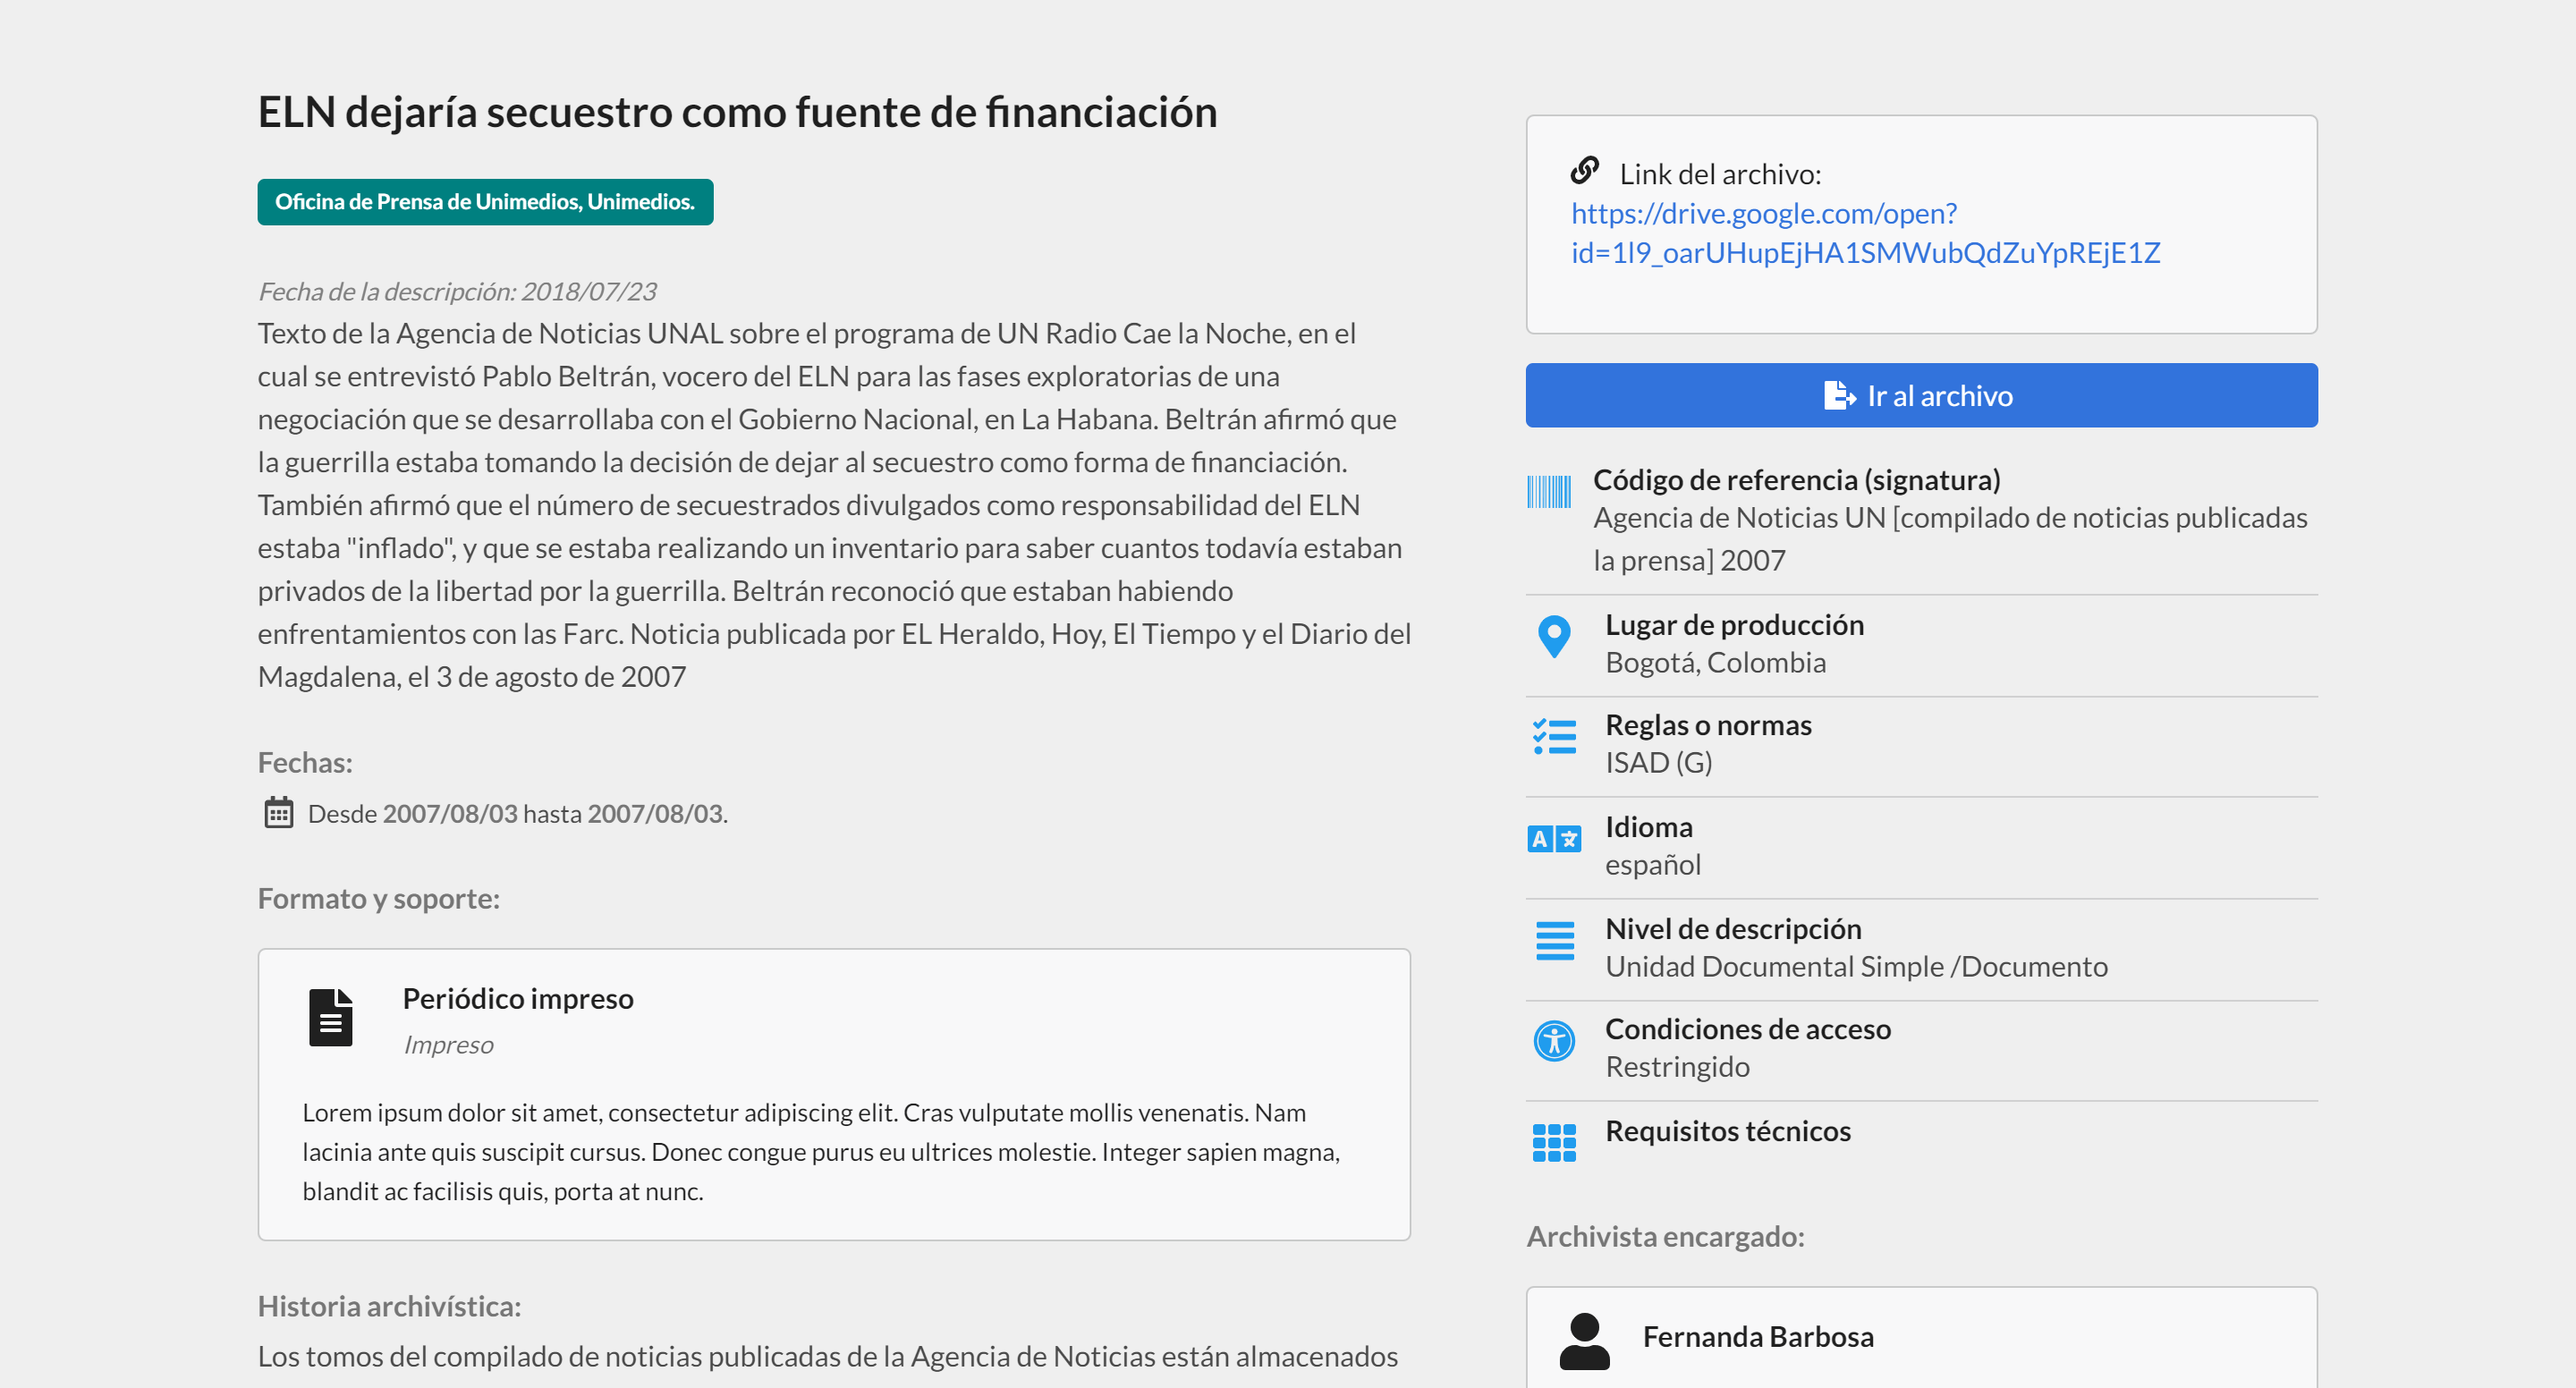 ELN dejaría secuestro como fuente de financiación
Oficina de Prensa de Unimedios, Unimedios.
Fecha de la descripción: 2018/07/23
Texto de la Agencia de Noticias UNAL sobre el programa de UN Radio Cae la Noche, en el
cual se entrevistó Pablo Beltrán, vocero del ELN para las fases exploratorias de una
negociación que se desarrollaba con el Gobierno Nacional, en La Habana. Beltrán afirmó que
la guerrilla estaba tomando la decisión de dejar al secuestro como forma de financiación.
También afirmó que el número de secuestrados divulgados como responsabilidad del ELN
estaba "inflado", y que se estaba realizando un inventario para saber cuantos todavía estaban
privados de la libertad por la guerrilla. Beltrán reconoció que estaban habiendo
enfrentamientos con las Farc. Noticia publicada por EL Heraldo, Hoy, El Tiempo y el Diario del
Magdalena, el 3 de agosto de 2007
Fechas:
Desde 2007/08/03 hasta 2007/08/03.
Formato y soporte:
Periódico impreso
Impreso
Lorem ipsum dolor sit amet, consectetur adipiscing elit. Cras vulputate mollis venenatis. Nam
lacinia ante quis suscipit cursus. Donec congue purus eu ultrices molestie. Integer sapien magna,
blandit ac facilisis quis, porta at nunc.
Historia archivística:
Los tomos del compilado de noticias publicadas de la Agencia de Noticias están almacenados
Link del archivo:
https://drive.google.com/open?
id=1l9_oarUHupEjHA1SMWubQdZuYpREjE1Z
Ir al archivo
Código de referencia (signatura)
Agencia de Noticias UN [compilado de noticias publicadas
la prensa] 2007
Lugar de producción
Bogotá, Colombia
Reglas o normas
ISAD (G)
Idioma
español
Nivel de descripción
Unidad Documental Simple /Documento
Condiciones de acceso
Restringido
Requisitos técnicos
Archivista encargado:
Fernanda Barbosa